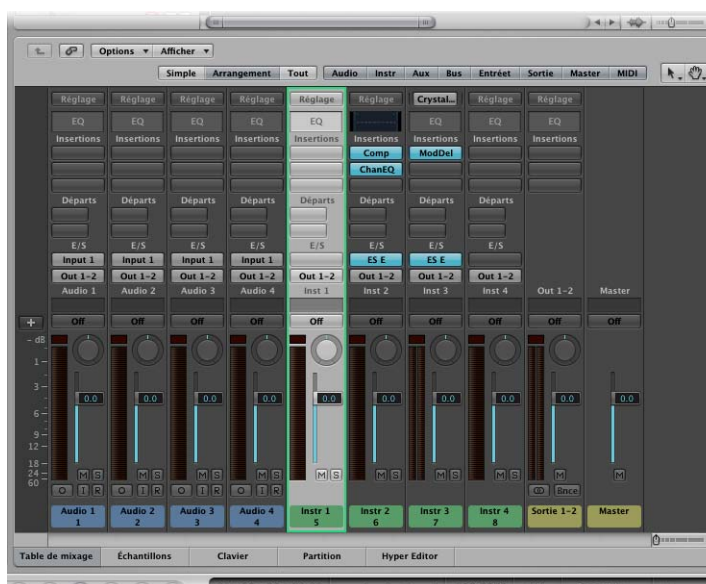 Options Afficher
Simple Arrangement Tout Audio Instr Aux Bus Entréet Sortie Master MIDI
Réglage Réglage Réglage Réglage Réglage Réglage Crystal... Réglage Réglage
EQ EQ EQ EQ EQ EQ EQ EQ
Insertions Insertions Insertions Insertions Insertions Insertions Insertions Insertions Insertions
Comp ModDel
ChanEQ
Départs Départs Départs Départs Départs Départs Départs Départs
E/S E/S E/S E/S E/S E/S E/S E/S
Input 1 Input 1 Input 1 Input 1 ES E ES E
Out 1-2 Out 1-2 Out 1-2 Out 1-2 Out 1-2 Out 1-2 Out 1-2 Out 1-2
Audio 1 Audio 2 Audio 3 Audio 4 Inst 1 Inst 2 Inst 3 Inst 4 Out 1-2 Master
+ Off Off Off Off Off Off Off Off Off Off
- dB
1
3
0.0 0.0 0.0 0.0 0.0 0.0 0.0 0.0 0.0 0.0
6
9
12
18
24 M S M S M S M S M S M S M S M S M M
60
I R I R I R I R Bnce
Audio 1 Audio 2 Audio 3 Audio 4 Instr 1 Instr 2 Instr 3 Instr 4 Sortie 1-2 Master
1 2 3 4 5 6 7 8
Table de mixage Échantillons Clavier Partition Hyper Editor